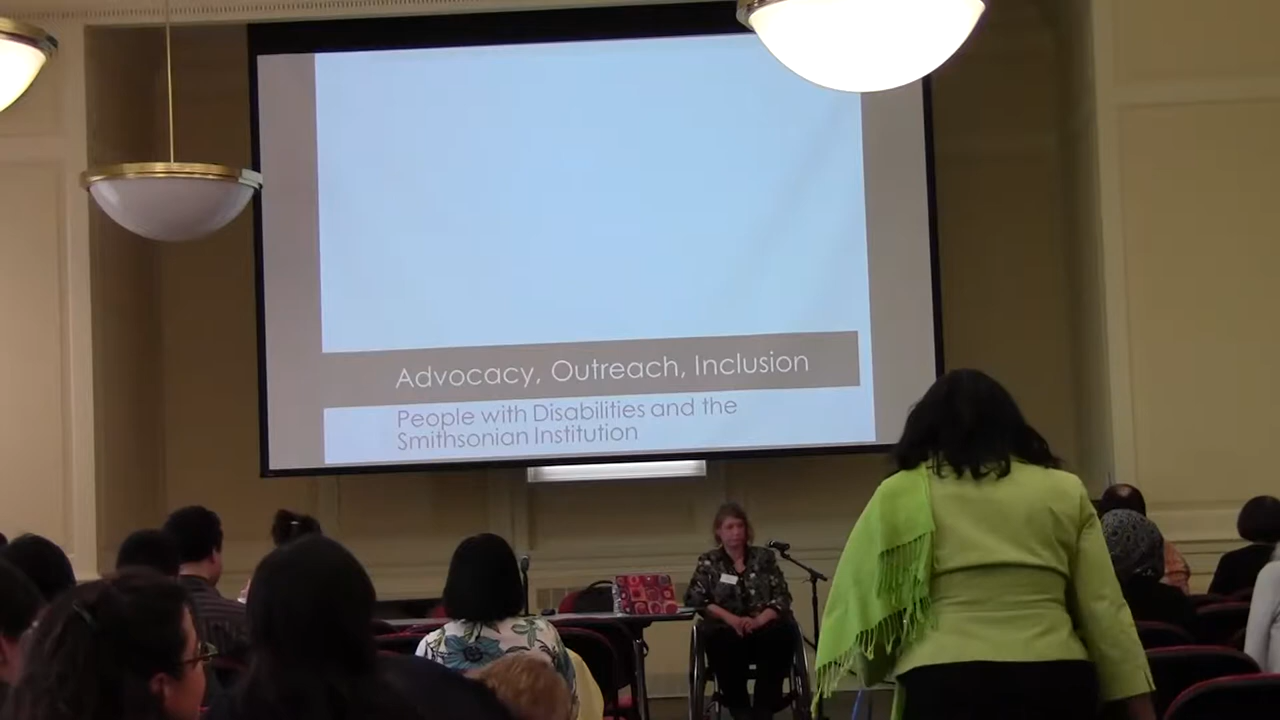 Advocacy, Outreach, Inclusion
People with Disabilities and the
Smithsonian Institution